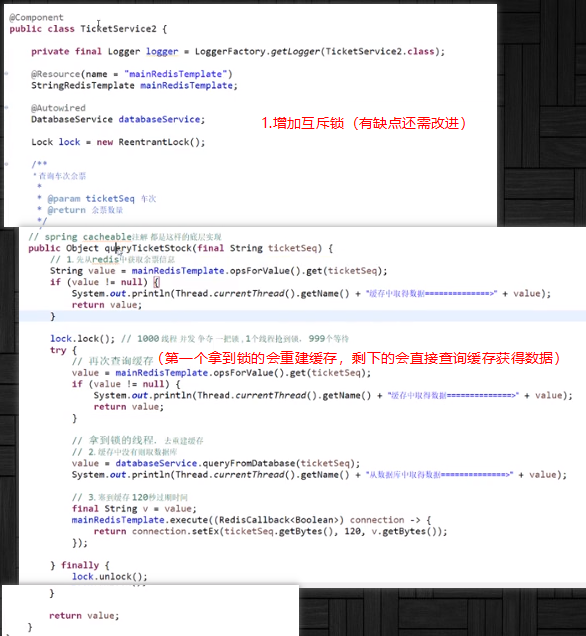 @Component
public class TicketService2 {
private final Logger logger = LoggerFactory.getLogger(TicketService2.class);
@Resource(name = "mainRedisTemplate")
StringRedisTemplate mainRedisTemplate;
@Autowired
DatabaseService databaseService;
1.增加互斥锁（有缺点还需改进）
Lock lock = new ReentrantLock();
/**
* 查询车次余票
*
* @param ticketSeq 车次
* @return 余票数量
*/
// spring cacheable注解 都是这样的底层实现
public Object queryTicketStock(final String ticketSeq) {
// 1. 先从redis中获取余票信息
String value = mainRedisTemplate.opsForValue().get(ticketSeq);
if (value != null) {
System.out.println(Thread.currentThread().getName() + "缓存中取得数据==============>" + value);
return value;
}
lock.lock(); // 1000 线程 并发 争夺 一把锁 , 1个线程抢到锁， 999个等待
try {
// 再次查询缓存（第一个拿到锁的会重建缓存，剩下的会直接查询缓存获得数据）
value = mainRedisTemplate.opsForValue().get(ticketSeq);
if (value != null) {
System.out.println(Thread.currentThread().getName() + "缓存中取得数据==============>" + value);
return value;
}
// 拿到锁的线程， 去重建缓存
// 2. 缓存中没有则取数据库
value = databaseService.queryFromDatabase(ticketSeq);
System.out.println(Thread.currentThread().getName() + "从数据库中取得数据==============>" + value);
// 3. 塞到缓存 120秒过期时间
final String v = value;
mainRedisTemplate.execute((RedisCallback<Boolean>) connection -> {
return connection.setEx(ticketSeq.getBytes(), 120, v.getBytes());
});
} finally {
lock.unlock();
}
return value;
}